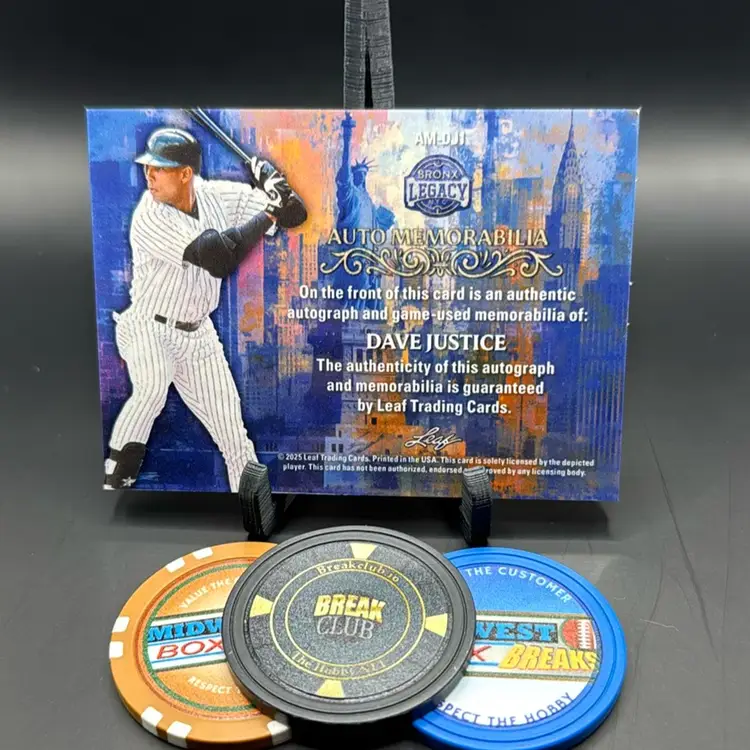 AM-DJ1
BRONX
LEGACY
NYC
AUTO MEMORABILIA
On the front of this card is an authentic
autograph and game-used memorabilia of:
DAVE JUSTICE
The authenticity of this autograph
and memorabilia is guaranteed
by Leaf Trading Cards.
Leaf
© 2025 Leaf Trading Cards. Printed in the USA. This card is solely licensed by the depicted
player. This card has not been authorized, endorsed by any licensing body.
VALUE THE
BOX
RESPECT
Breakclub.io
BREAK
CLUB
The Hobby
THE CUSTOMER
BREAKS
THE HOBBY